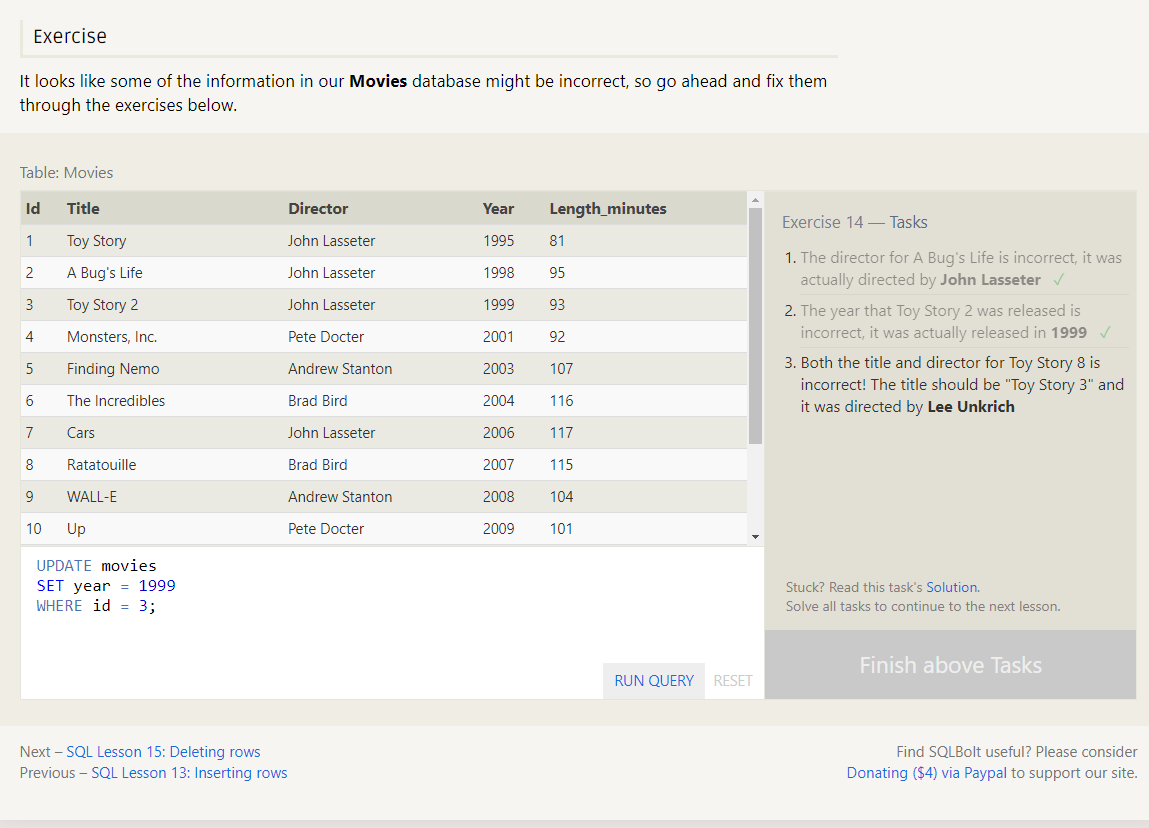 Exercise
It looks like some of the information in our Movies database might be incorrect, so go ahead and fix them
through the exercises below.
Table: Movies
Id Title Director Year Length_minutes
1 Toy Story John Lasseter 1995 81
2 A Bug's Life John Lasseter 1998 95
3 Toy Story 2 John Lasseter 1999 93
4 Monsters, Inc. Pete Docter 2001 92
5 Finding Nemo Andrew Stanton 2003 107
6 The Incredibles Brad Bird 2004 116
7 Cars John Lasseter 2006 117
8 Ratatouille Brad Bird 2007 115
9 WALL-E Andrew Stanton 2008 104
10 Up Pete Docter 2009 101
UPDATE movies
SET year = 1999
WHERE id = 3;
RUN QUERY RESET
Exercise 14 — Tasks
1. The director for A Bug's Life is incorrect, it was
actually directed by John Lasseter ✓
2. The year that Toy Story 2 was released is
incorrect, it was actually released in 1999 ✓
3. Both the title and director for Toy Story 8 is
incorrect! The title should be "Toy Story 3" and
it was directed by Lee Unkrich
Stuck? Read this task's Solution.
Solve all tasks to continue to the next lesson.
Finish above Tasks
Next – SQL Lesson 15: Deleting rows
Previous – SQL Lesson 13: Inserting rows
Find SQLBolt useful? Please consider
Donating ($4) via Paypal to support our site.